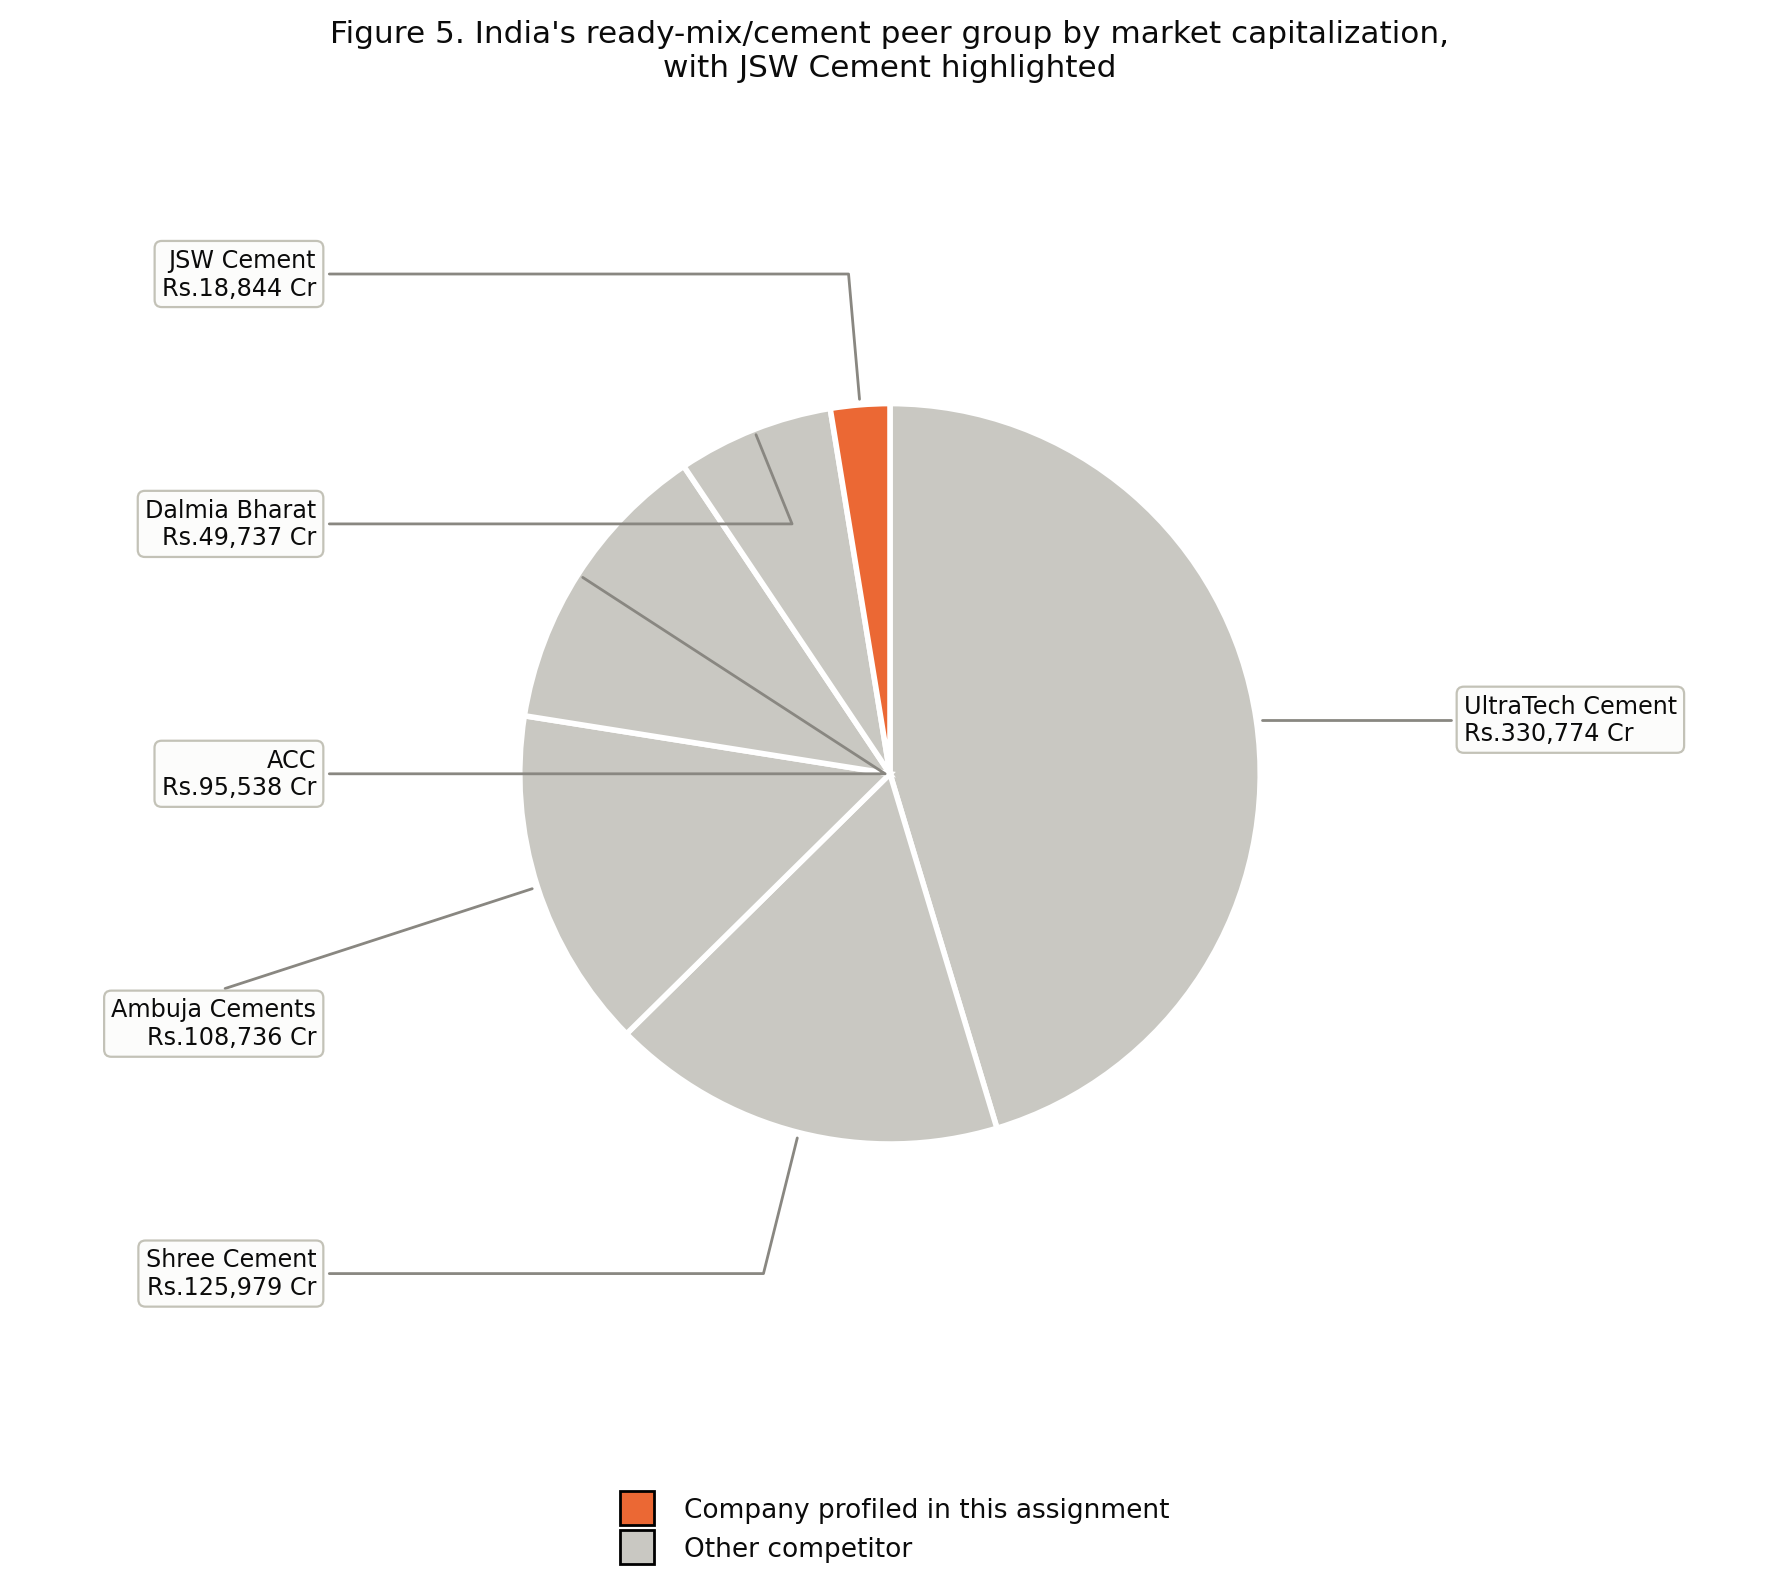 Figure 5. India's ready-mix/cement peer group by market capitalization,
with JSW Cement highlighted
JSW Cement
Rs.18,844 Cr
Dalmia Bharat
Rs.49,737 Cr
UltraTech Cement
Rs.330,774 Cr
ACC
Rs.95,538 Cr
Ambuja Cements
Rs.108,736 Cr
Shree Cement
Rs.125,979 Cr
Company profiled in this assignment
Other competitor